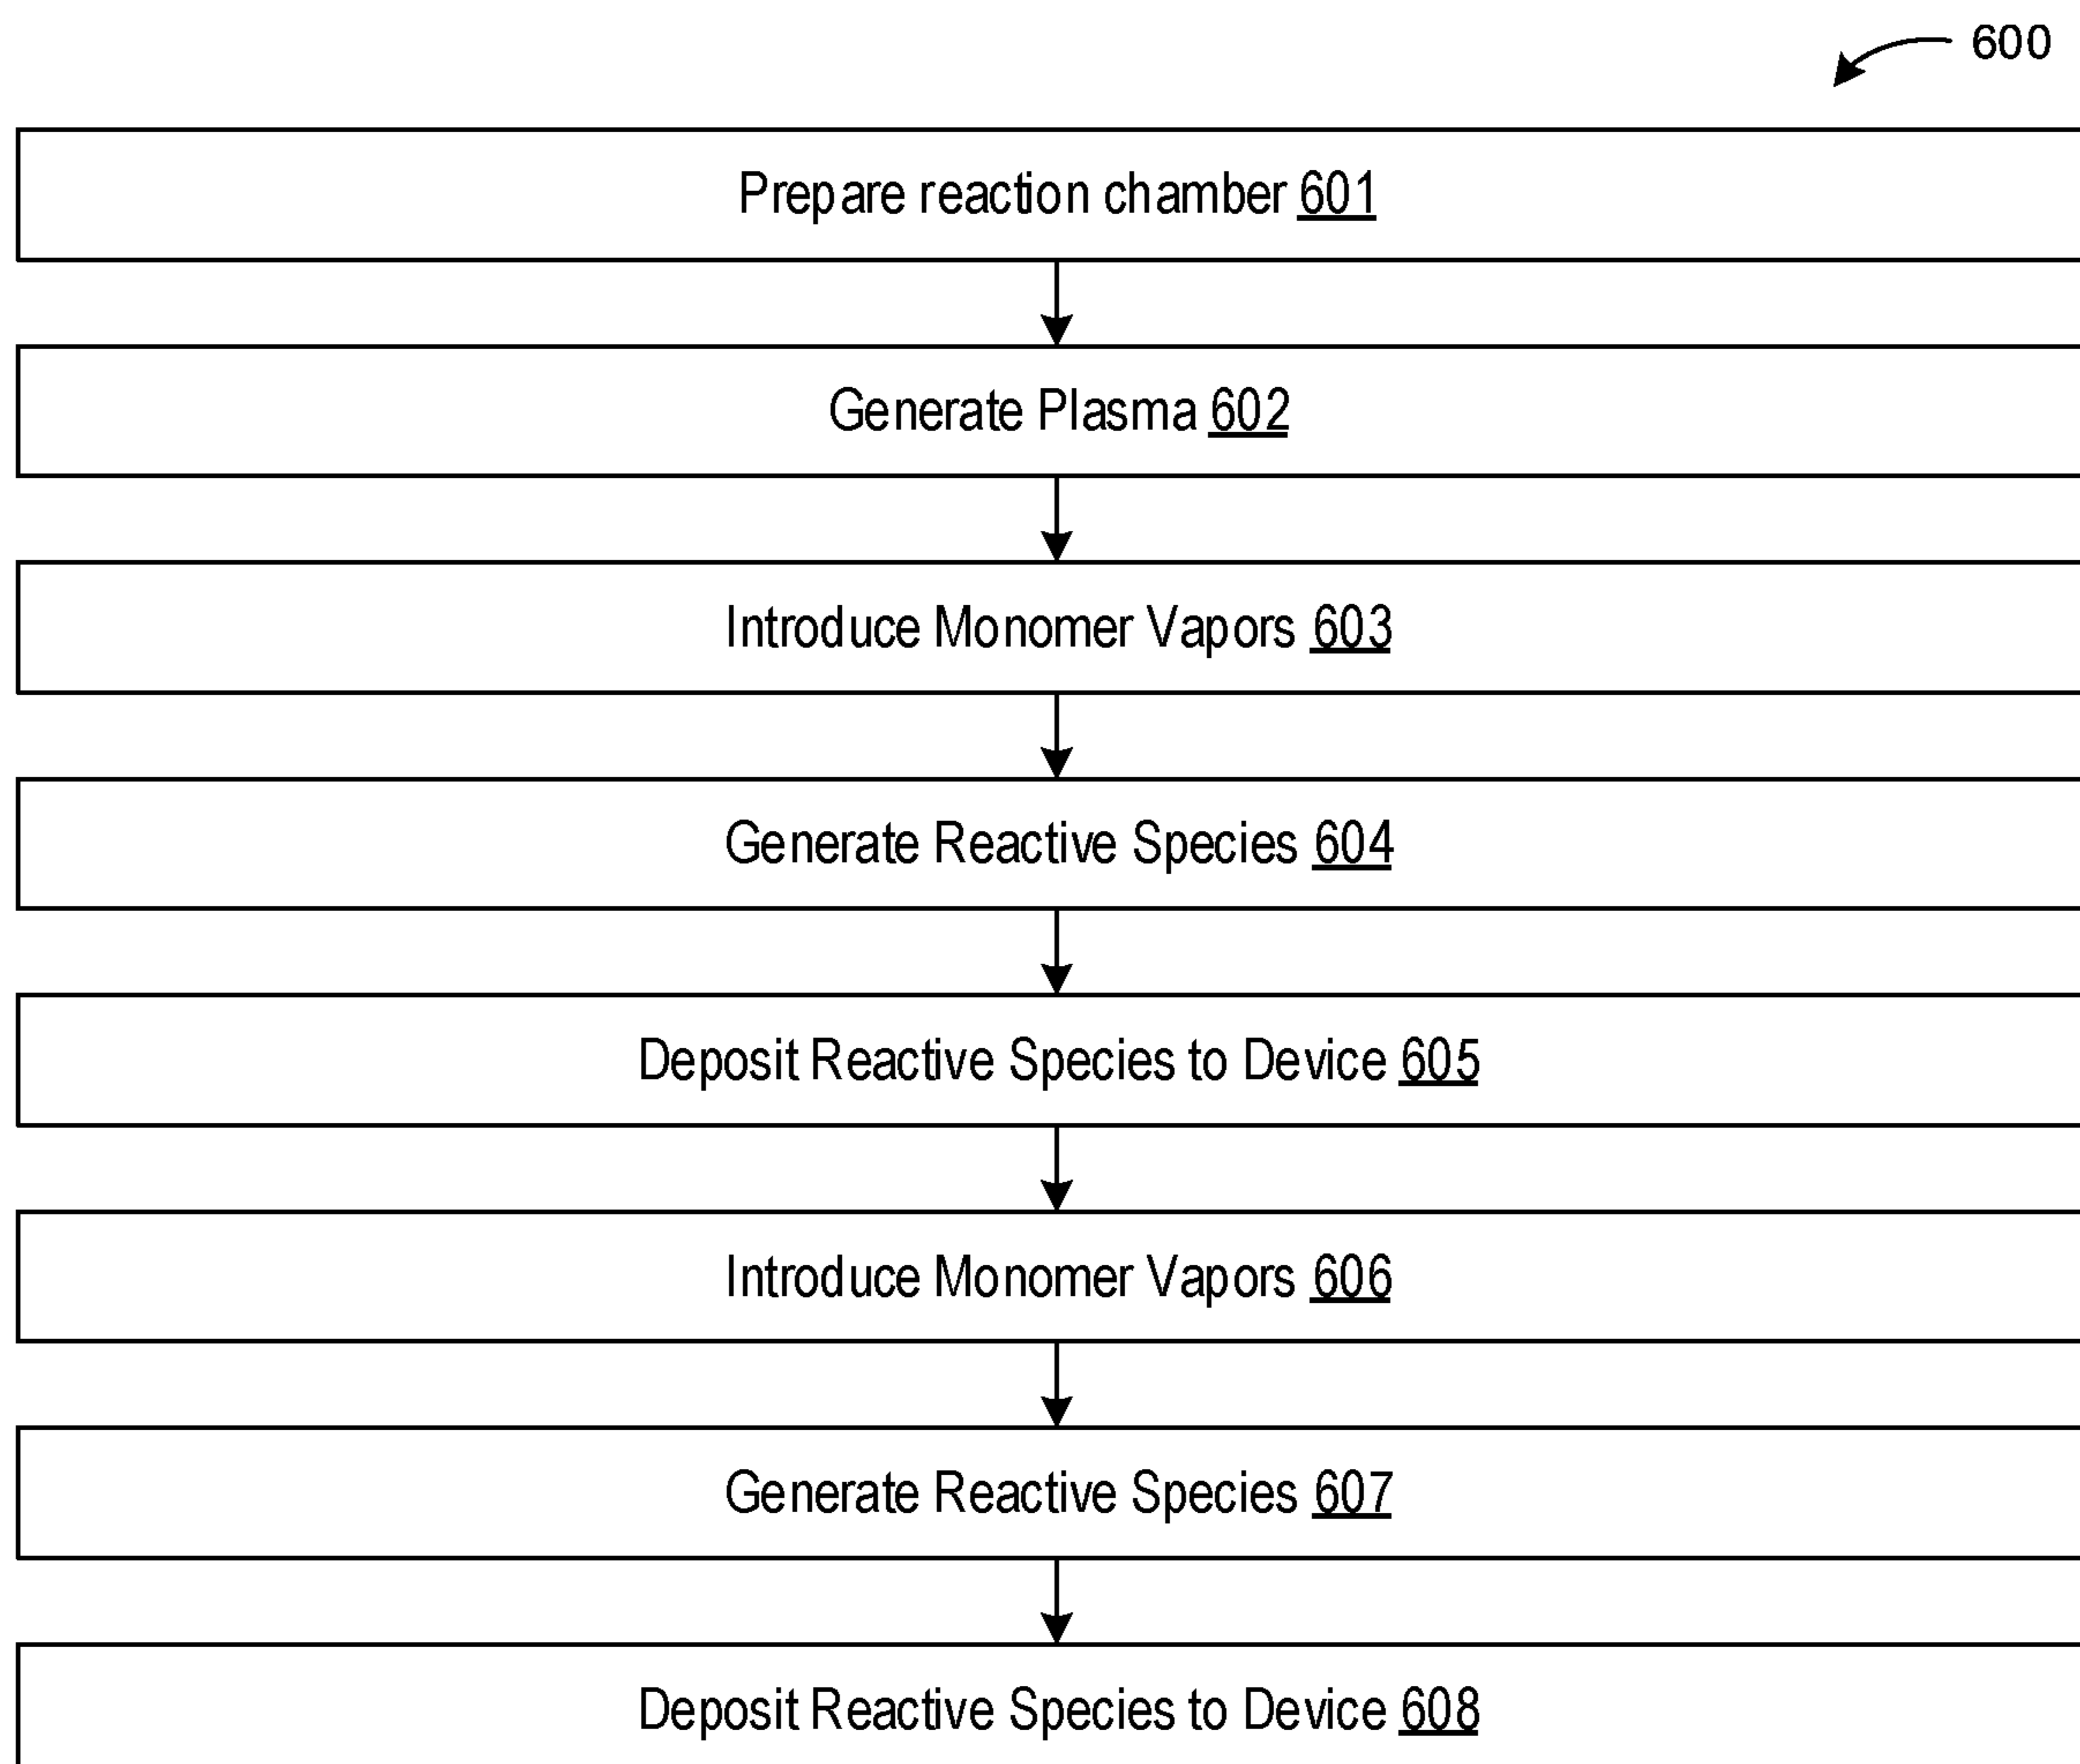 600
Prepare reaction chamber 601
Generate Plasma 602
Introduce Monomer Vapors 603
Generate Reactive Species 604
Deposit Reactive Species to Device 605
Introduce Monomer Vapors 606
Generate Reactive Species 607
Deposit Reactive Species to Device 608